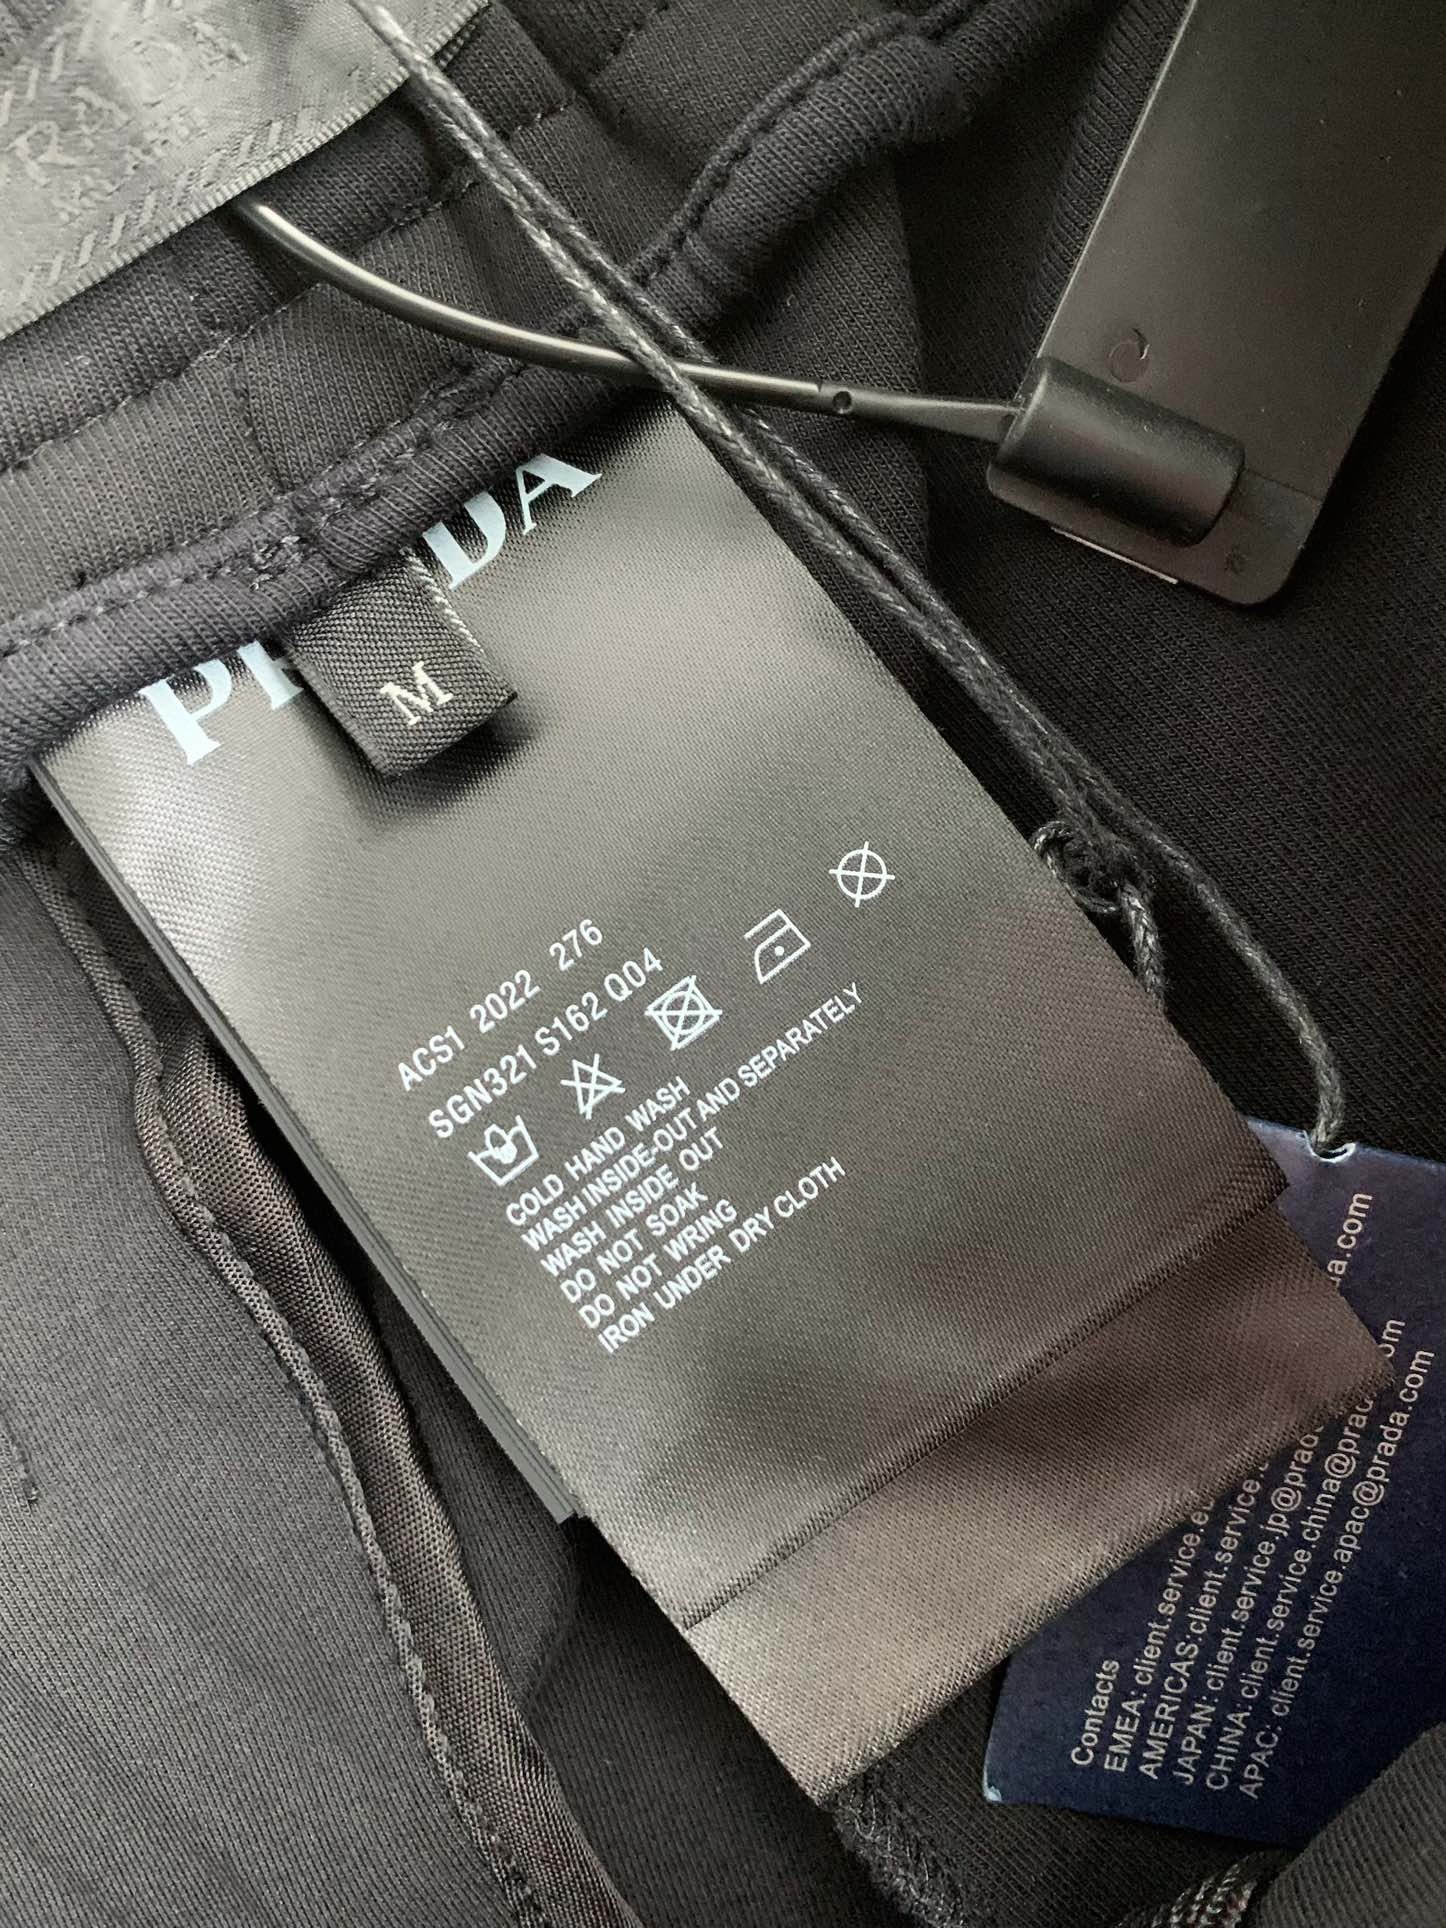 PRADA
M
ACS1 2022 276
SGN321 S162 Q04
COLD HAND WASH
WASH INSIDE-OUT AND SEPARATELY
WASH INSIDE OUT
DO NOT SOAK
DO NOT WRING
IRON UNDER DRY CLOTH
Contacts
EMEA: client.service.
AMERICAS:client.service.
JAPAN: client.service.jp@prada.com
CHINA: client.service.china@prada.com
APAC: client.service.apac@prada.com